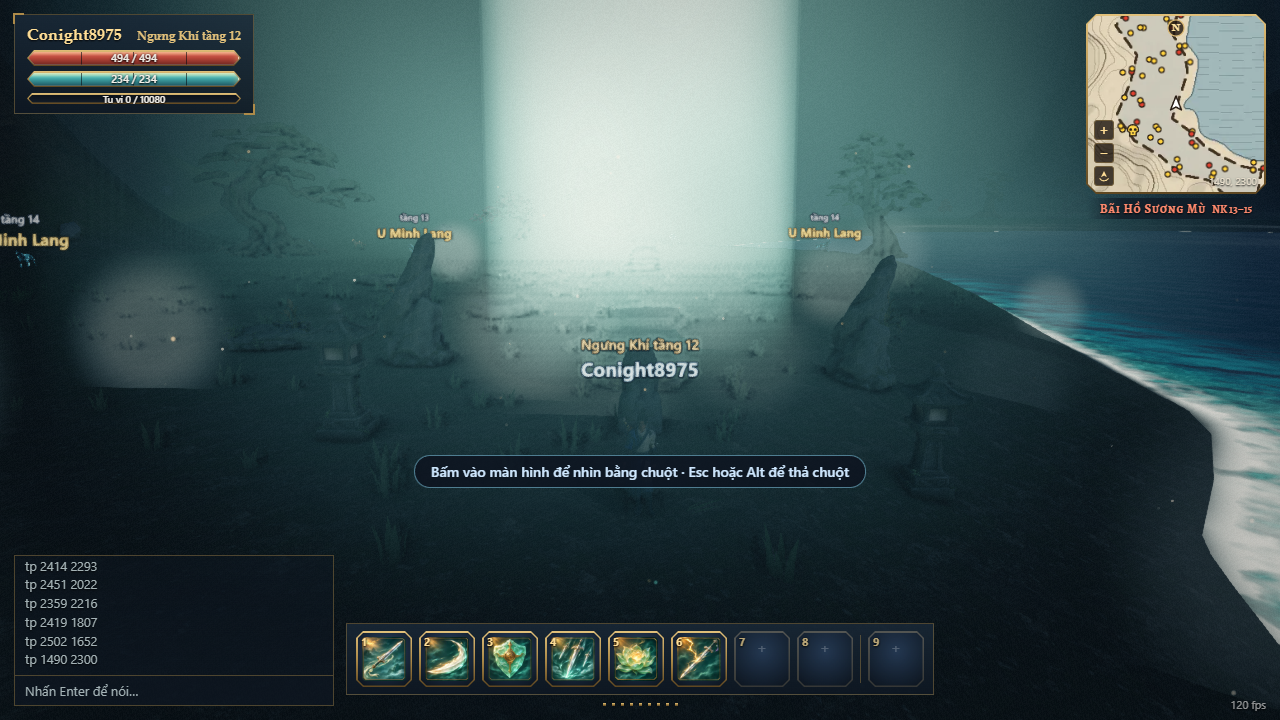 Conight8975 Ngưng Khí tầng 12
494 / 494
234 / 234
Tu vi 0 / 10080
N
+
−
1490, 2300
Bãi Hồ Sương Mù NK13–15
tầng 14
Minh Lang
tầng 13
U Minh Lang
tầng 14
U Minh Lang
Ngưng Khí tầng 12
Conight8975
Bấm vào màn hình để nhìn bằng chuột · Esc hoặc Alt để thả chuột
tp 2414 2293
tp 2451 2022
tp 2359 2216
tp 2419 1807
tp 2502 1652
tp 1490 2300
Nhấn Enter để nói...
1 2 3 4 5 6 7 8 9
+ + +
120 fps